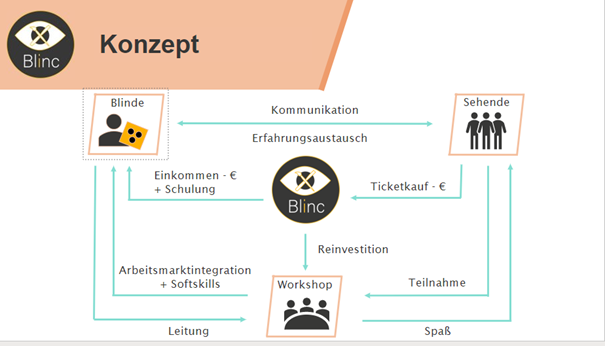 Blinc
Konzept
Blinde
Sehende
Kommunikation
Erfahrungsaustausch
Einkommen - €
+ Schulung
Ticketkauf - €
Blinc
Reinvestition
Arbeitsmarktintegration
+ Softskills
Workshop
Teilnahme
Leitung
Spaß